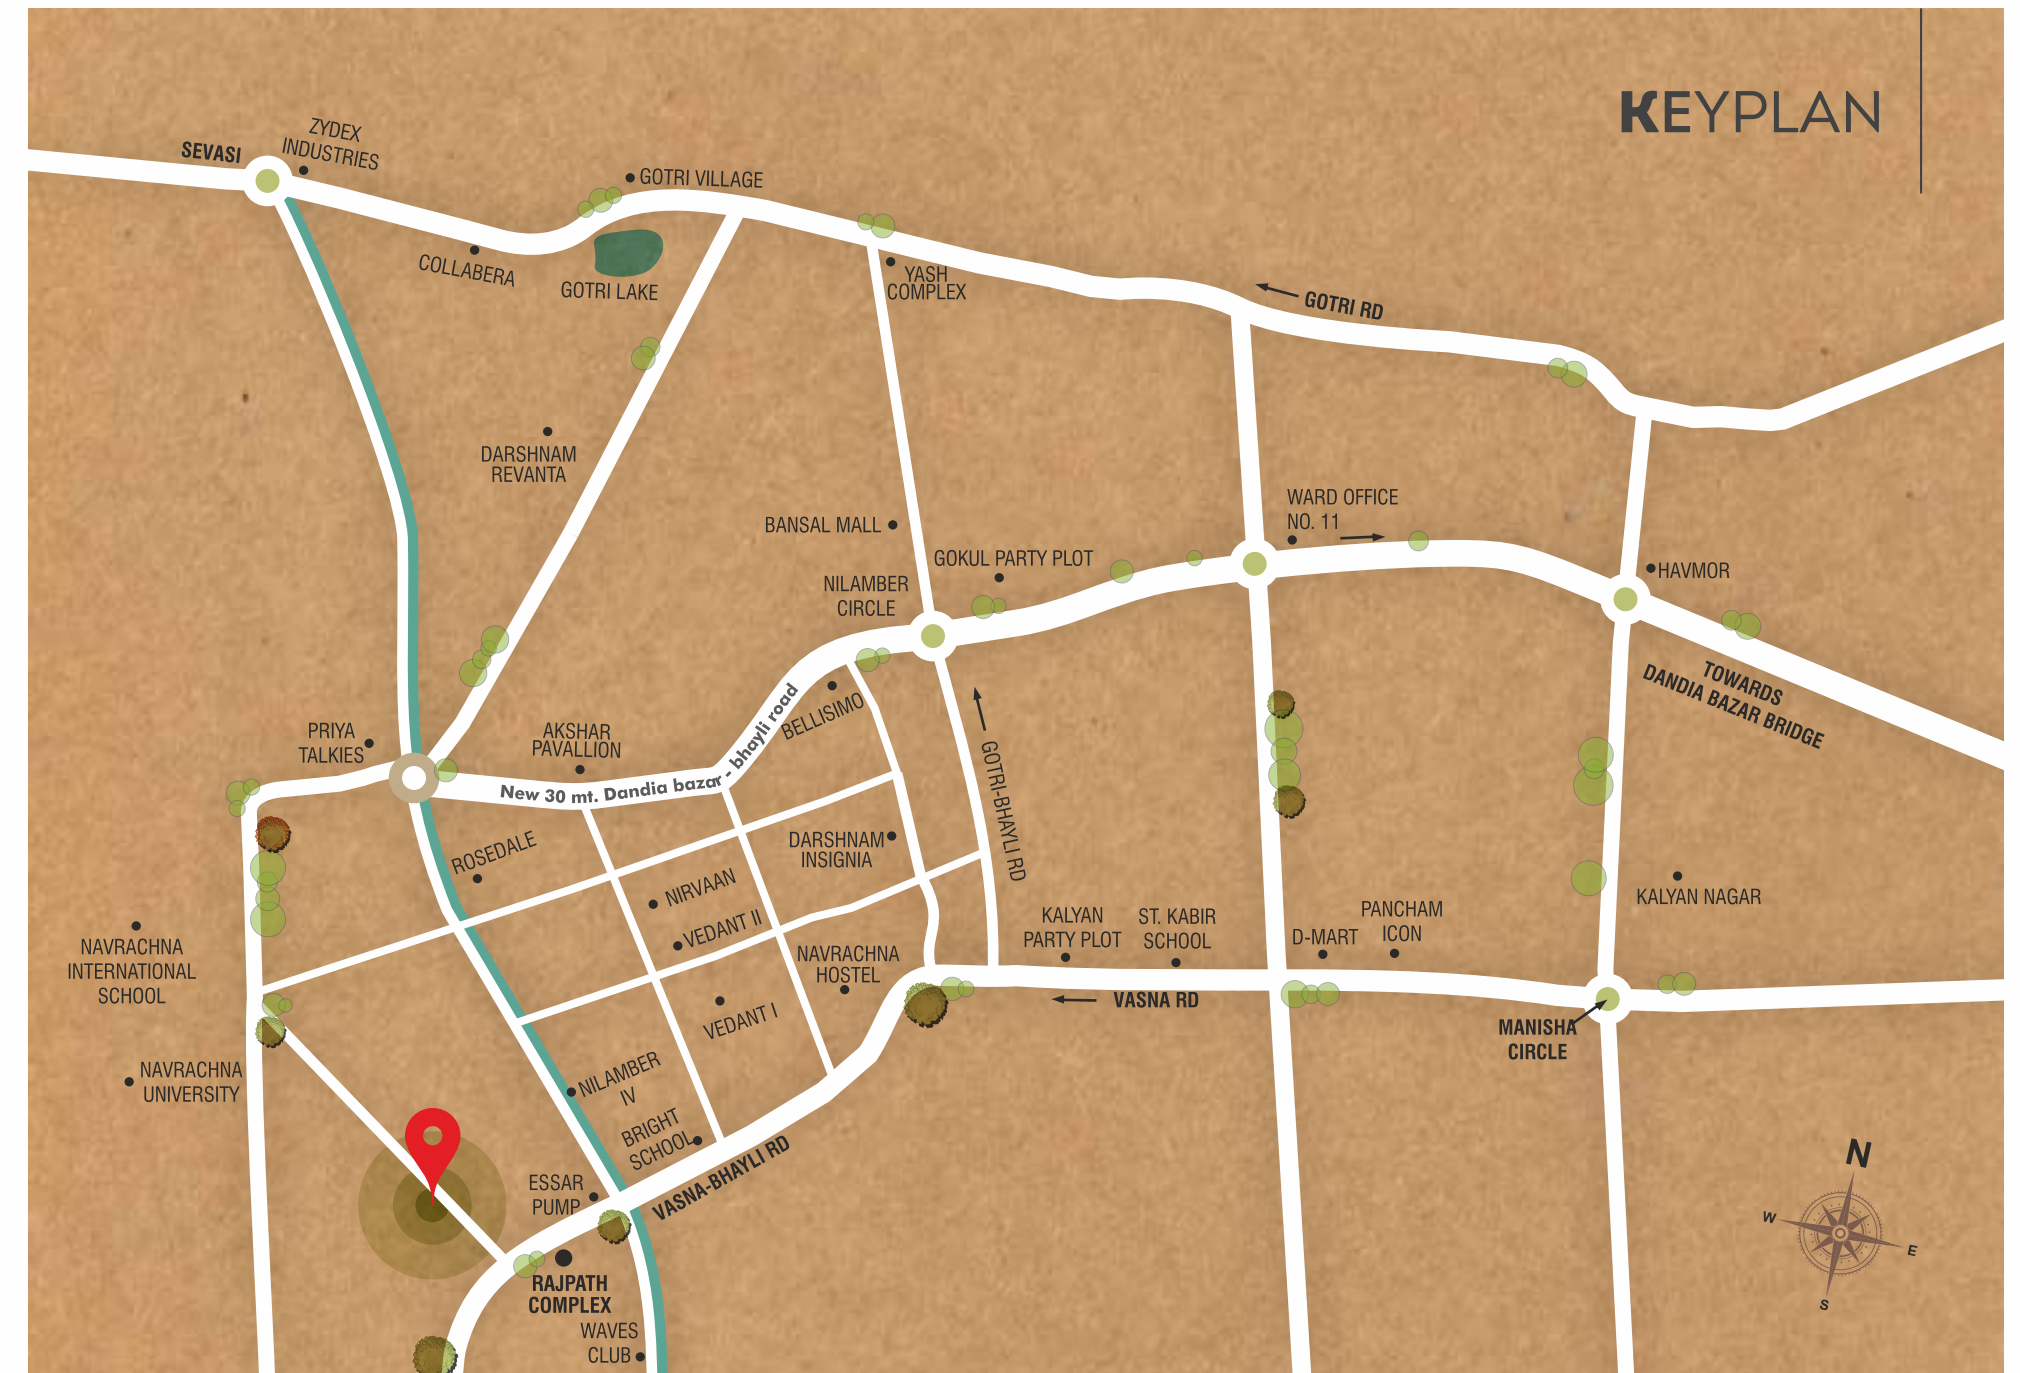 KEYPLAN
ZYDEX
INDUSTRIES
SEVASI
GOTRI VILLAGE
COLLABERA
GOTRI LAKE
YASH
COMPLEX
GOTRI RD
DARSHNAM
REVANTA
BANSAL MALL
WARD OFFICE
NO. 11
GOKUL PARTY PLOT
NILAMBER
CIRCLE
HAVMOR
TOWARDS
DANDIA BAZAR BRIDGE
BELLISIMO
PRIYA
TALKIES
AKSHAR
PAVALLION
New 30 mt. Dandia bazar - bhayli road
GOTRI-BHAYLI RD
ROSEDALE
DARSHNAM
INSIGNIA
NIRVAAN
VEDANT II
KALYAN NAGAR
KALYAN
PARTY PLOT
ST. KABIR
SCHOOL
D-MART
PANCHAM
ICON
NAVRACHNA
INTERNATIONAL
SCHOOL
NAVRACHNA
HOSTEL
VEDANT I
VASNA RD
MANISHA
CIRCLE
NAVRACHNA
UNIVERSITY
NILAMBER
IV
BRIGHT
SCHOOL
VASNA-BHAYLI RD
ESSAR
PUMP
RAJPATH
COMPLEX
WAVES
CLUB
N
W
E
S